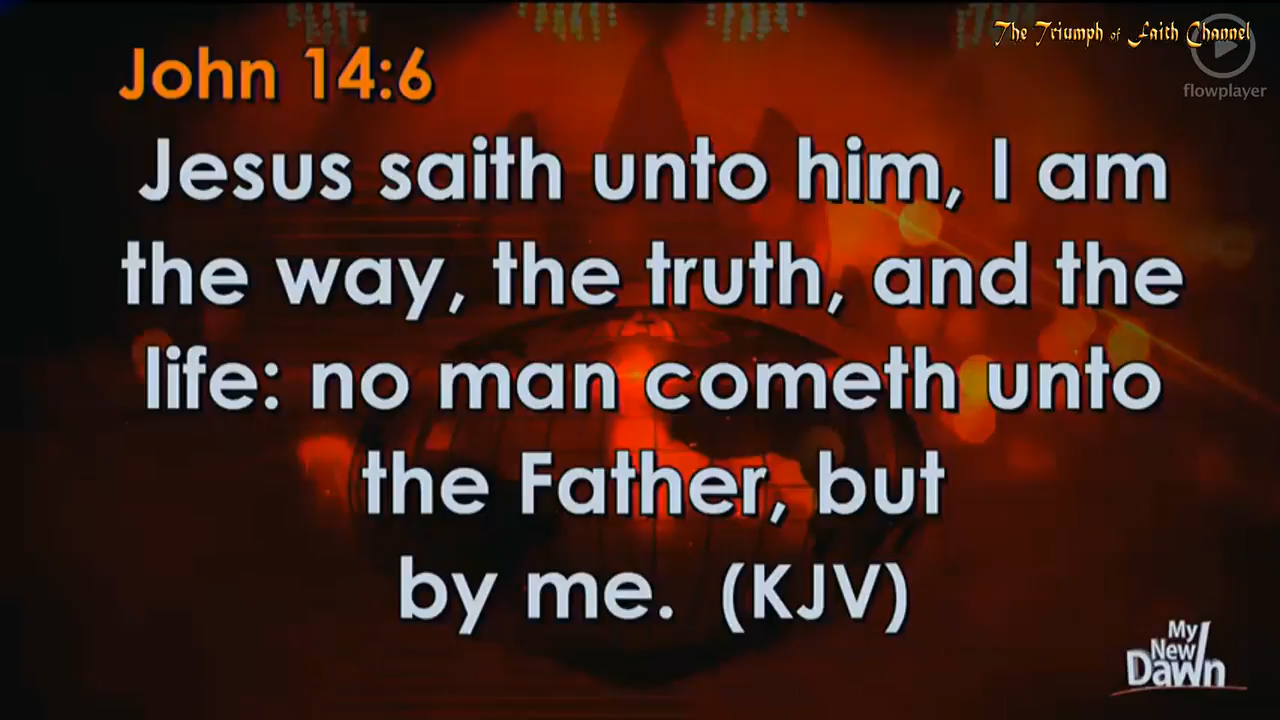 The Triumph of Faith Channel
flowplayer
John 14:6
Jesus saith unto him, I am
the way, the truth, and the
life: no man cometh unto
the Father, but
by me. (KJV)
My
New
Dawn